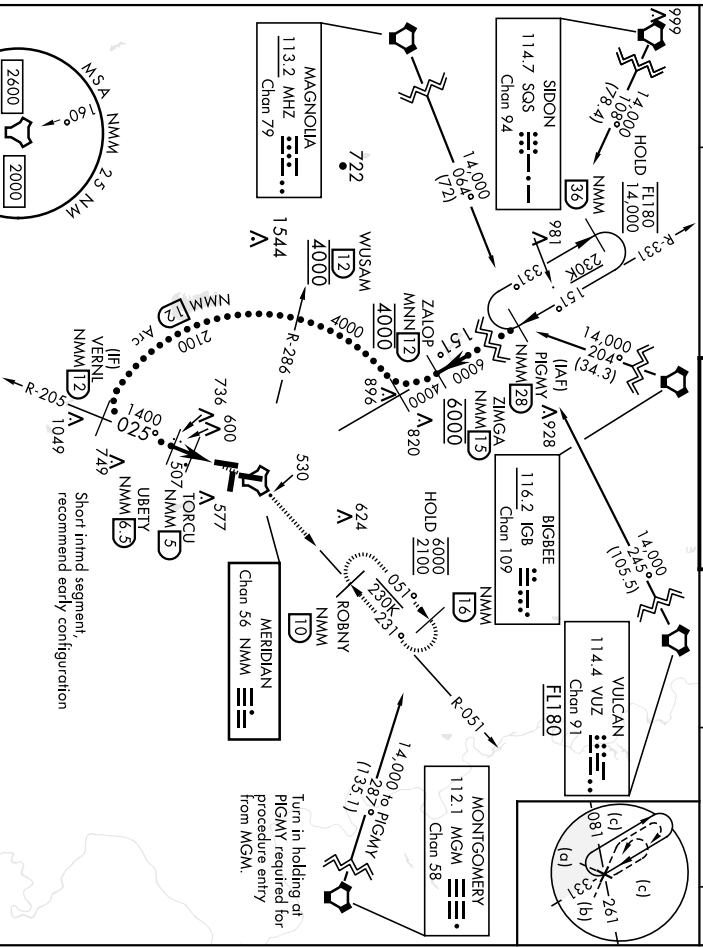 999
14,000
108°
(78.4)
HOLD
FL180
14,000
NMM
36
R-331
SIDON
114.7 SQS
Chan 94
981
331°
230K
151°
14,000
204°
(34.3)
MAGNOLIA
113.2 MHZ
Chan 79
14,000
064°
(72)
722
(IAF)
PIGMY
NMM 28
928
14,000
245°
(105.5)
MSA NMM 25 NM
160°
2600
2000
1544
WUSAM
12
4000
R-286
ZALOP
MNN 12
4000
151°
6000
4000
ZIMGA
NMM 15
6000
896
820
BIGBEE
116.2 IGB
Chan 109
VULCAN
114.4 VUZ
Chan 91
FL180
NMM 12 Arc
2100
4000
(IF)
VERNL
NMM 12
R-205
1049
1400
025°
749
736
600
507
577
530
TORCU
NMM 5
UBETY
NMM 6.5
624
HOLD 6000
2100
NMM
16
051°
230K
231°
ROBNY
NMM
10
R-051
MERIDIAN
Chan 56 NMM
14,000 to PIGMY
287°
(135.1)
MONTGOMERY
112.1 MGM
Chan 58
Short intmd segment,
recommend early configuration
Turn in holding at
PIGMY required for
procedure entry
from MGM.
081
(c)
(a)
331
(b)
261
(c)